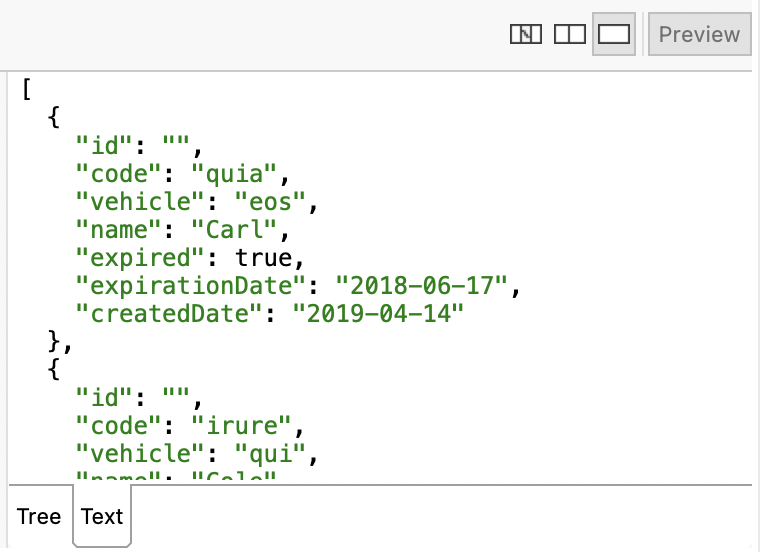 Preview
[
  {
    "id": "",
    "code": "quia",
    "vehicle": "eos",
    "name": "Carl",
    "expired": true,
    "expirationDate": "2018-06-17",
    "createdDate": "2019-04-14"
  },
  {
    "id": "",
    "code": "irure",
    "vehicle": "qui",
    "name": "Cole"
Tree Text